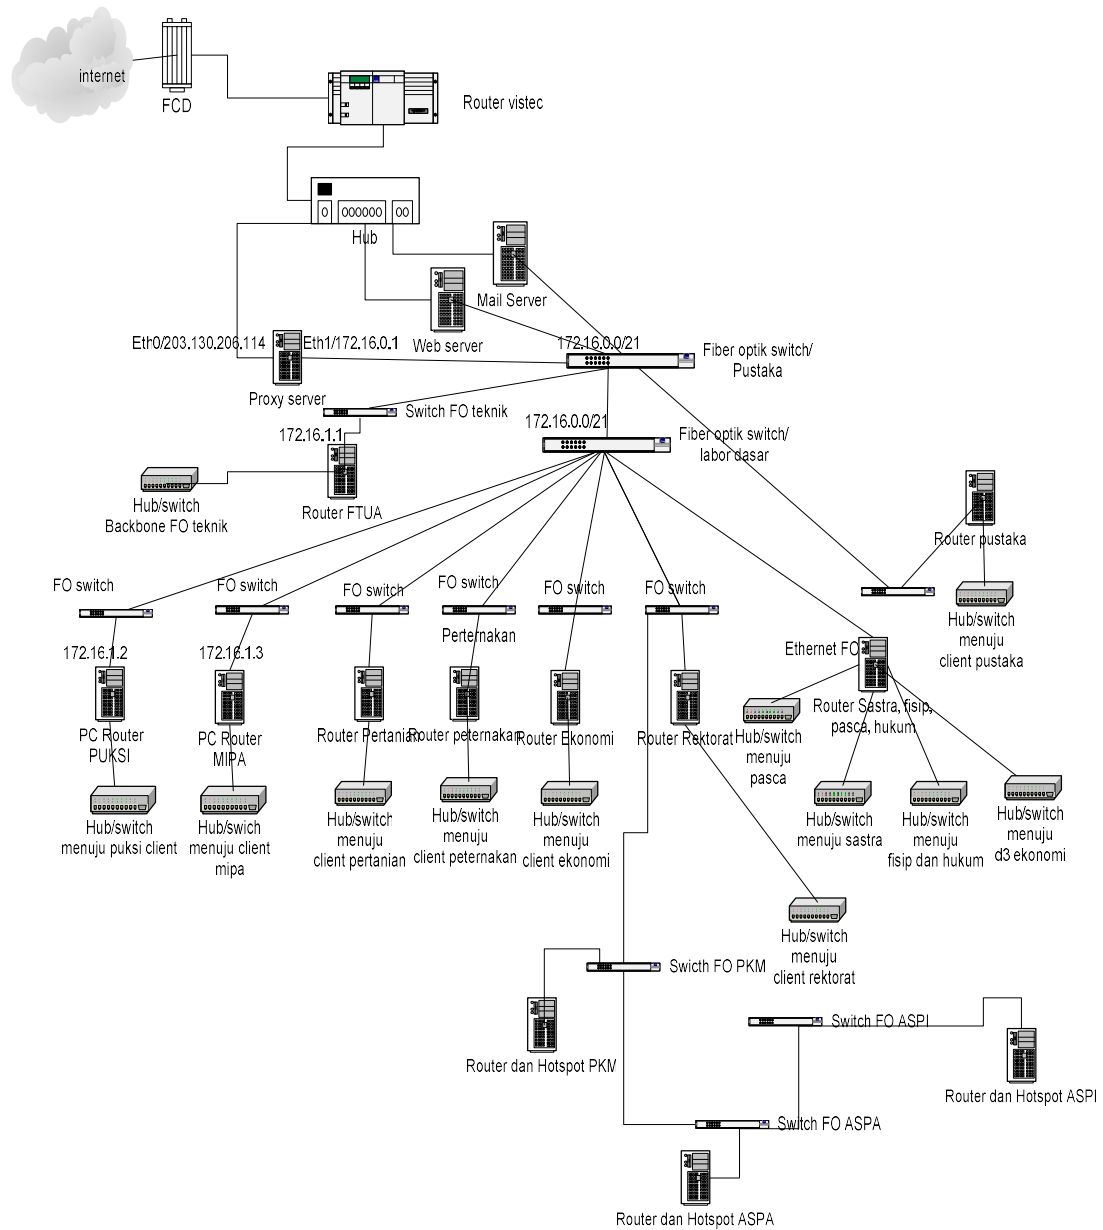 internet
FCD
Router vistec
Hub
Mail Server
Web server
Eth0/203.130.206.114
Eth1/172.16.0.1
Proxy server
172.16.0.0/21
Fiber optik switch/
Pustaka
Switch FO teknik
172.16.1.1
172.16.0.0/21
Fiber optik switch/
labor dasar
Hub/switch
Backbone FO teknik
Router FTUA
Router pustaka
FO switch
FO switch
FO switch
FO switch
FO switch
FO switch
Hub/switch
menuju
client pustaka
Perternakan
Ethernet FO
172.16.1.2
172.16.1.3
PC Router
PUKSI
PC Router
MIPA
Router Pertanian
Router peternakan
Router Ekonomi
Router Rektorat
Hub/switch
menuju
pasca
Router Sastra, fisip,
pasca, hukum
Hub/switch
menuju puksi client
Hub/swich
menuju client
mipa
Hub/switch
menuju
client pertanian
Hub/switch
menuju
client peternakan
Hub/switch
menuju
client ekonomi
Hub/switch
menuju sastra
Hub/switch
menuju
fisip dan hukum
Hub/switch
menuju
d3 ekonomi
Hub/switch
menuju
client rektorat
Swicth FO PKM
Router dan Hotspot PKM
Switch FO ASPI
Router dan Hotspot ASPI
Switch FO ASPA
Router dan Hotspot ASPA